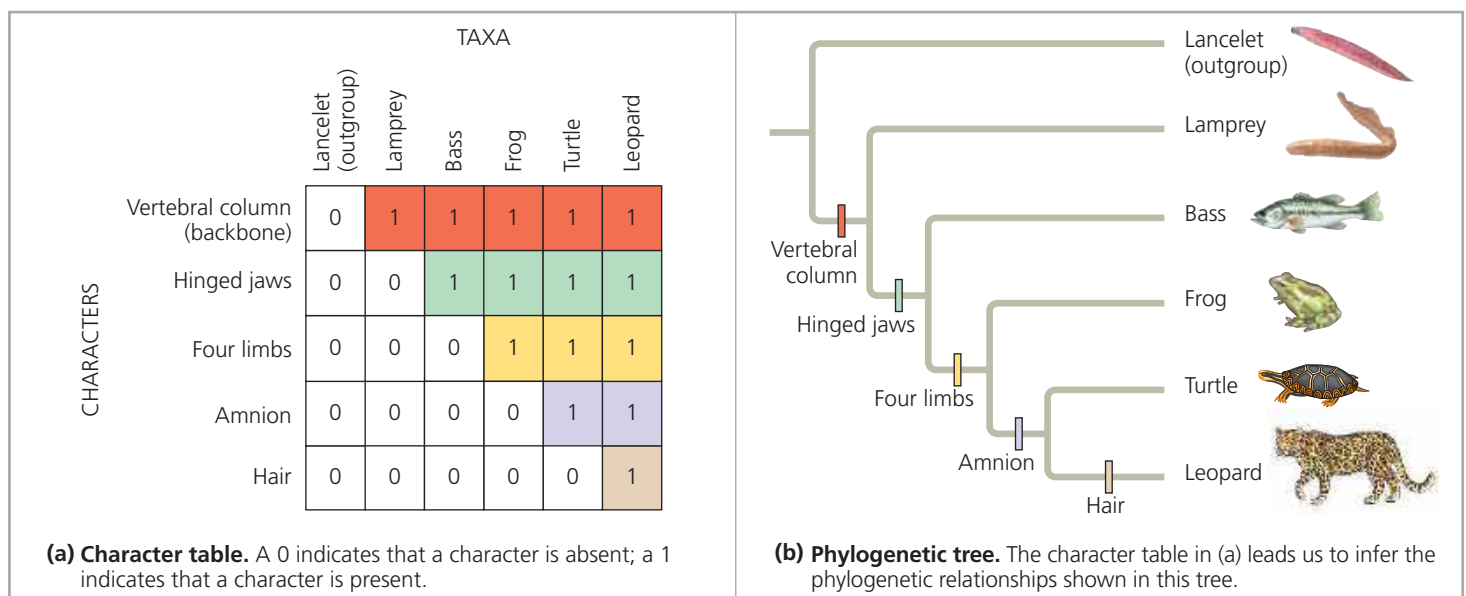 TAXA
Lancelet
(outgroup)
Lamprey
Bass
Frog
Turtle
Leopard
CHARACTERS
Vertebral column
(backbone)
0 1 1 1 1 1
Hinged jaws
0 0 1 1 1 1
Four limbs
0 0 0 1 1 1
Amnion
0 0 0 0 1 1
Hair
0 0 0 0 0 1
(a) Character table. A 0 indicates that a character is absent; a 1
indicates that a character is present.
Lancelet
(outgroup)
Lamprey
Bass
Frog
Turtle
Leopard
Vertebral
column
Hinged jaws
Four limbs
Amnion
Hair
(b) Phylogenetic tree. The character table in (a) leads us to infer the
phylogenetic relationships shown in this tree.